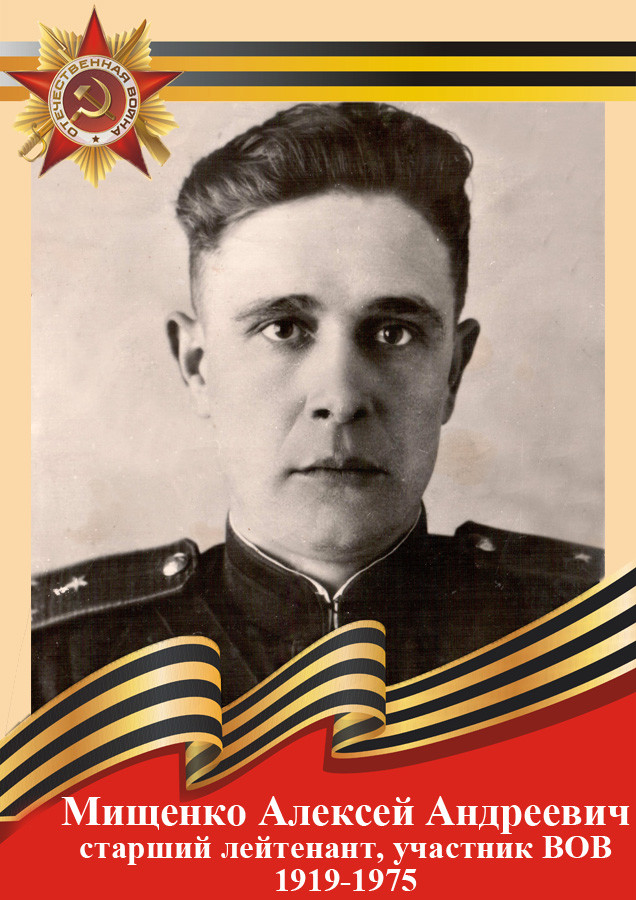 ОТЕЧЕСТВЕННАЯ ВОЙНА
Мищенко Алексей Андреевич
старший лейтенант, участник ВОВ
1919-1975